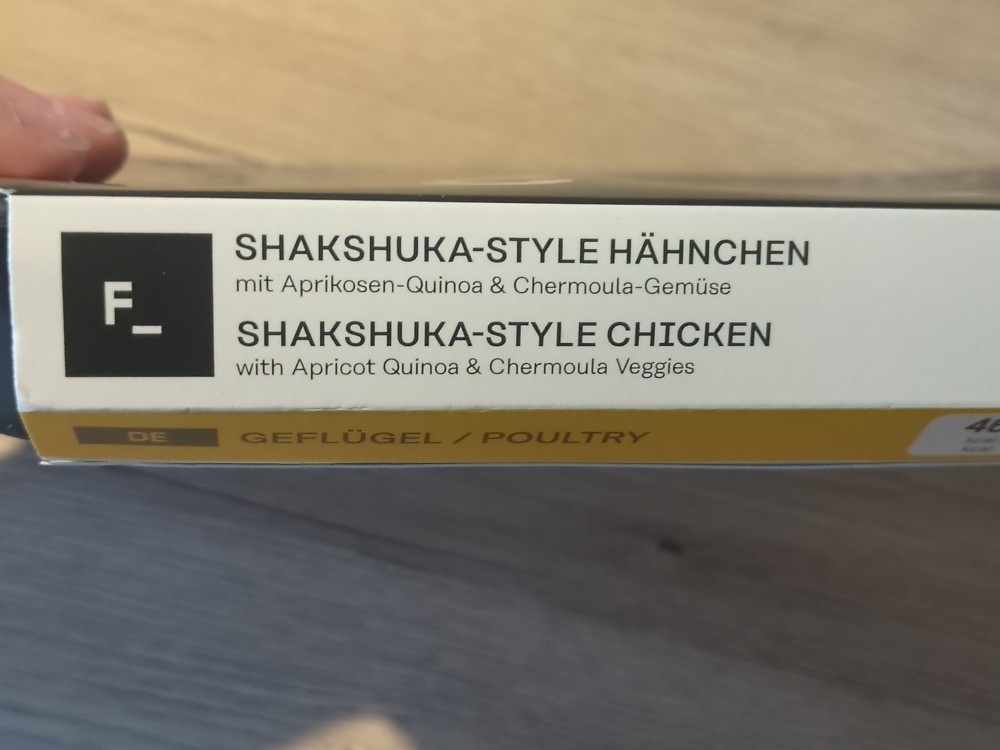 F_
SHAKSHUKA-STYLE HÄHNCHEN
mit Aprikosen-Quinoa & Chermoula-Gemüse
SHAKSHUKA-STYLE CHICKEN
with Apricot Quinoa & Chermoula Veggies
DE GEFLÜGEL / POULTRY